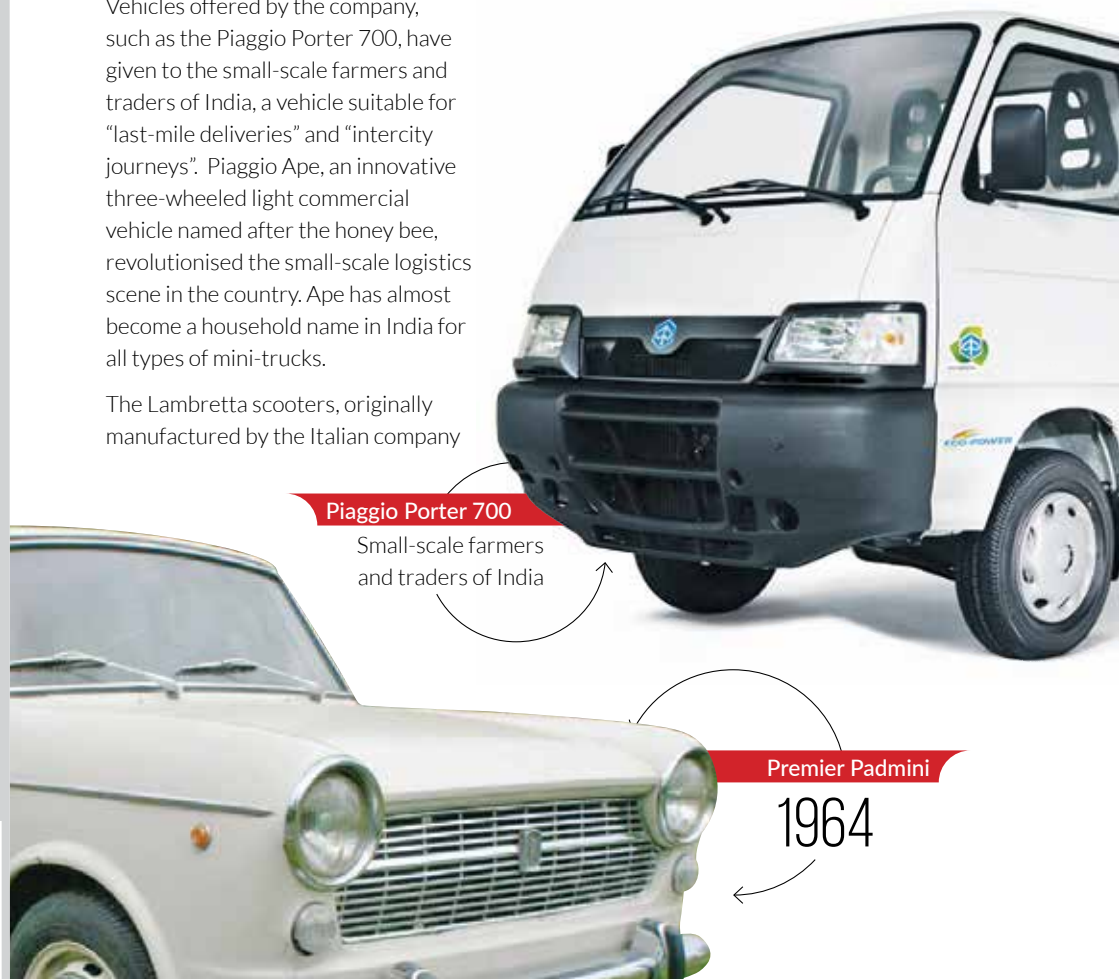 Vehicles offered by the company,
such as the Piaggio Porter 700, have
given to the small-scale farmers and
traders of India, a vehicle suitable for
“last-mile deliveries” and “intercity
journeys”.  Piaggio Ape, an innovative
three-wheeled light commercial
vehicle named after the honey bee,
revolutionised the small-scale logistics
scene in the country. Ape has almost
become a household name in India for
all types of mini-trucks.
The Lambretta scooters, originally
manufactured by the Italian company
ECO-POWER
Piaggio Porter 700
Small-scale farmers
and traders of India
Premier Padmini
1964